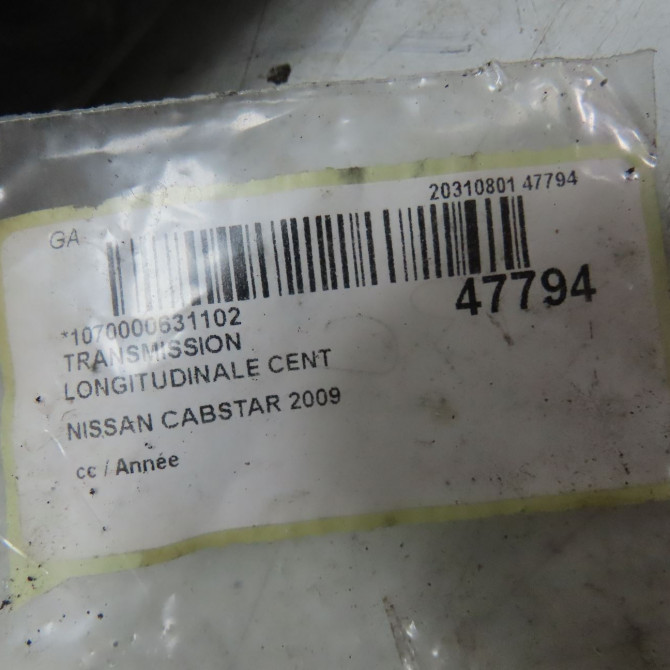 20310801 47794
GA
47794
*1070000631102
TRANSMISSION
LONGITUDINALE CENT
NISSAN CABSTAR 2009
cc / Année